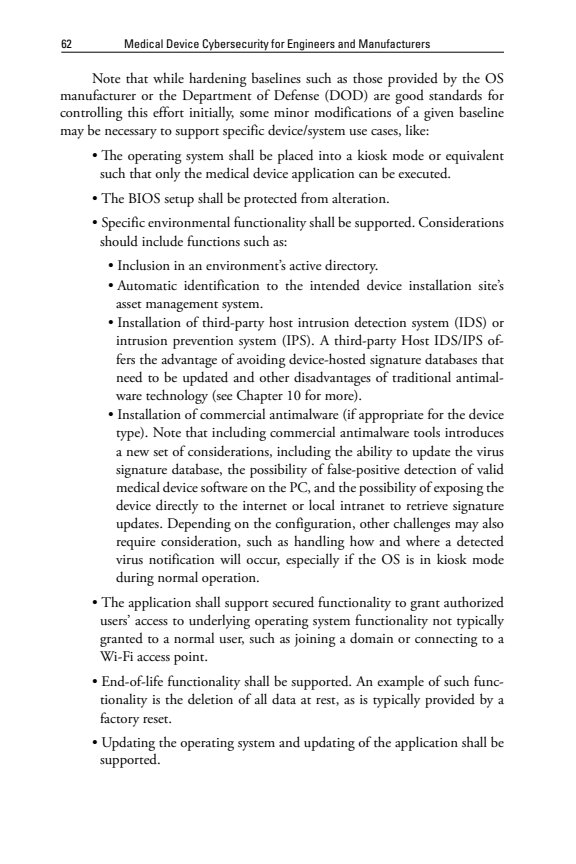 62 Medical Device Cybersecurity for Engineers and Manufacturers
Note that while hardening baselines such as those provided by the OS
manufacturer or the Department of Defense (DOD) are good standards for
controlling this effort initially, some minor modifications of a given baseline
may be necessary to support specific device/system use cases, like:
• The operating system shall be placed into a kiosk mode or equivalent
such that only the medical device application can be executed.
• The BIOS setup shall be protected from alteration.
• Specific environmental functionality shall be supported. Considerations
should include functions such as:
• Inclusion in an environment's active directory.
• Automatic identification to the intended device installation site's
asset management system.
• Installation of third-party host intrusion detection system (IDS) or
intrusion prevention system (IPS). A third-party Host IDS/IPS of-
fers the advantage of avoiding device-hosted signature databases that
need to be updated and other disadvantages of traditional antimal-
ware technology (see Chapter 10 for more).
• Installation of commercial antimalware (if appropriate for the device
type). Note that including commercial antimalware tools introduces
a new set of considerations, including the ability to update the virus
signature database, the possibility of false-positive detection of valid
medical device software on the PC, and the possibility of exposing the
device directly to the internet or local intranet to retrieve signature
updates. Depending on the configuration, other challenges may also
require consideration, such as handling how and where a detected
virus notification will occur, especially if the OS is in kiosk mode
during normal operation.
• The application shall support secured functionality to grant authorized
users' access to underlying operating system functionality not typically
granted to a normal user, such as joining a domain or connecting to a
Wi-Fi access point.
• End-of-life functionality shall be supported. An example of such func-
tionality is the deletion of all data at rest, as is typically provided by a
factory reset.
• Updating the operating system and updating of the application shall be
supported.